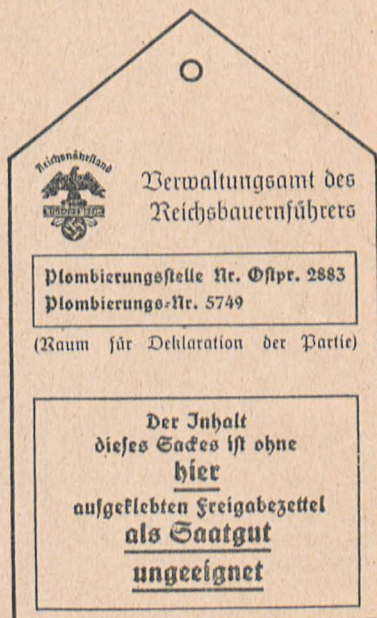 Reichsnährstand
Verwaltungsamt des
Reichsbauernführers
Plombierungsstelle Nr. Ostpr. 2883
Plombierungs-Nr. 5749
(Raum für Deklaration der Partie)
Der Inhalt
dieses Sackes ist ohne
hier
aufgeklebten Freigabezettel
als Saatgut
ungeeignet